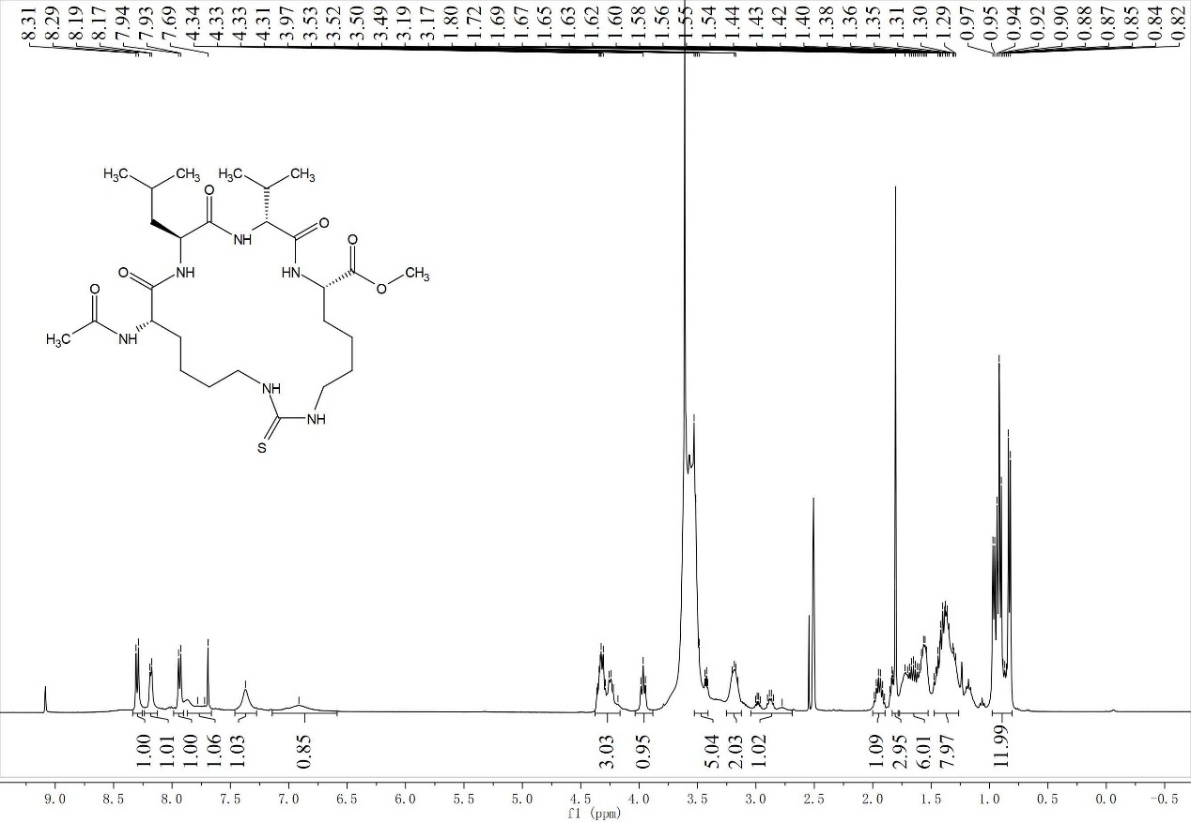 8.31 8.29 8.19 8.17 7.94 7.93 7.69 4.34 4.33 4.33 4.31 3.97 3.53 3.52 3.50 3.49 3.19 3.17 1.80 1.72 1.69 1.67 1.65 1.63 1.62 1.60 1.58 1.56 1.55 1.54 1.44 1.43 1.42 1.40 1.38 1.36 1.35 1.31 1.30 1.29 0.97 0.95 0.94 0.92 0.90 0.88 0.87 0.85 0.84 0.82
H₃C CH₃ H₃C CH₃
O
O
NH
O
O NH HN
O CH₃
O
H₃C NH
NH
NH
S
1.00 1.01 1.00 1.06 1.03 0.85 3.03 0.95 5.04 2.03 1.02 1.09 2.95 6.01 7.97 11.99
9.0 8.5 8.0 7.5 7.0 6.5 6.0 5.5 5.0 4.5 4.0 3.5 3.0 2.5 2.0 1.5 1.0 0.5 0.0 -0.5
f1 (ppm)